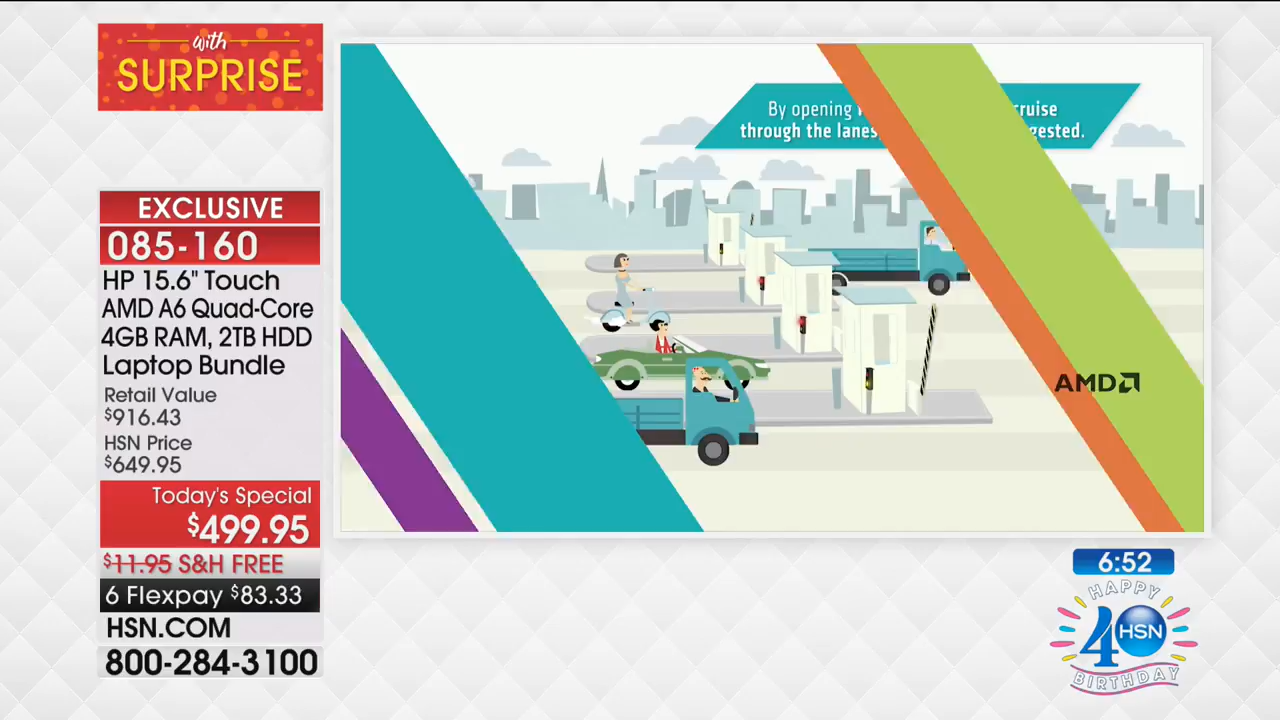 with
SURPRISE
EXCLUSIVE
085-160
HP 15.6" Touch
AMD A6 Quad-Core
4GB RAM, 2TB HDD
Laptop Bundle
Retail Value
$916.43
HSN Price
$649.95
Today's Special
$499.95
$11.95 S&H FREE
6 Flexpay $83.33
HSN.COM
800-284-3100
By opening
through the lanes
AMD
6:52
HAPPY
40 HSN
BIRTHDAY